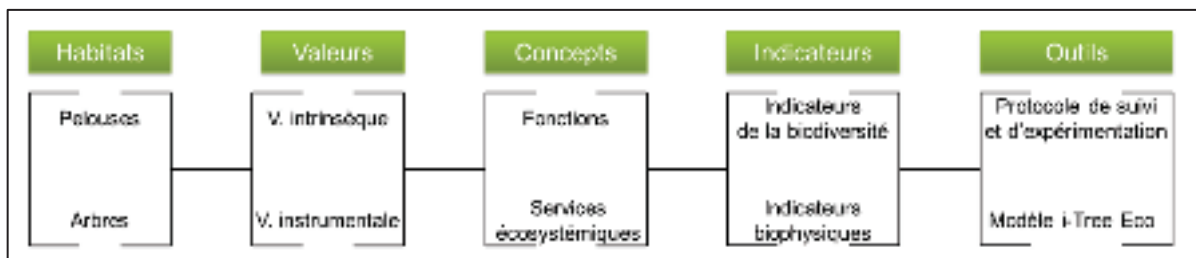 Habitats
Valeurs
Concepts
Indicateurs
Outils
Pelouses
V. intrinsèque
Fonctions
Indicateurs
de la biodiversité
Protocole de suivi
et d'expérimentation
Arbres
V. instrumentale
Services
écosystémiques
Indicateurs
biophysiques
Modèle i-Tree Eco